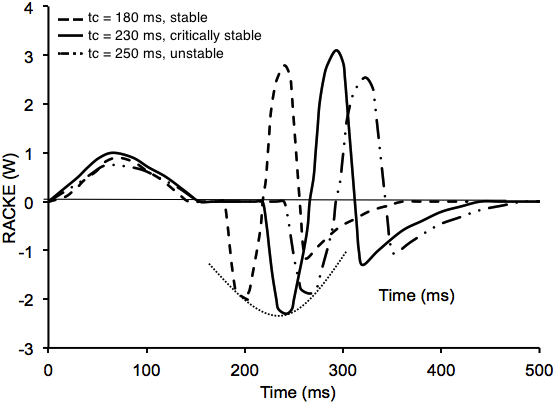 4
tc = 180 ms, stable
tc = 230 ms, critically stable
3
tc = 250 ms, unstable
2
1
0
-1
-2
-3
RACKE (W)
Time (ms)
0 100 200 300 400 500
Time (ms)